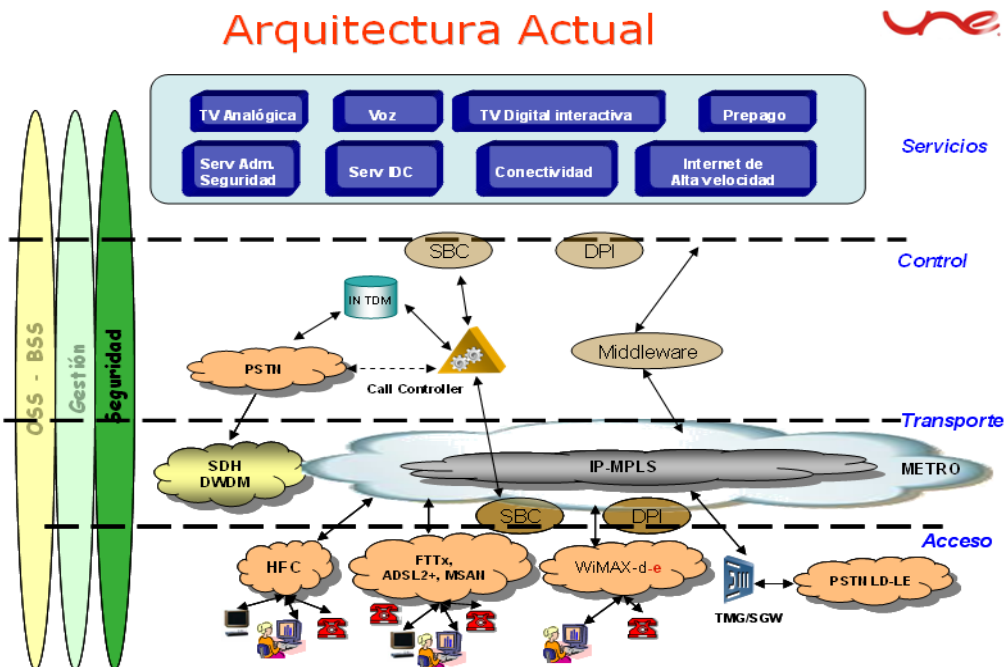 Arquitectura Actual
une
TV Analógica
Voz
TV Digital interactiva
Prepago
Serv Adm.
Seguridad
Serv IDC
Conectividad
Internet de
Alta velocidad
Servicios
SBC
DPI
Control
IN TDM
PSTN
Call Controller
Middleware
OSS - BSS
Gestión
Seguridad
Transporte
SDH
DWDM
IP-MPLS
METRO
SBC
DPI
Acceso
HFC
FTTx,
ADSL2+, MSAN
WiMAX-d-e
TMG/SGW
PSTN LD-LE